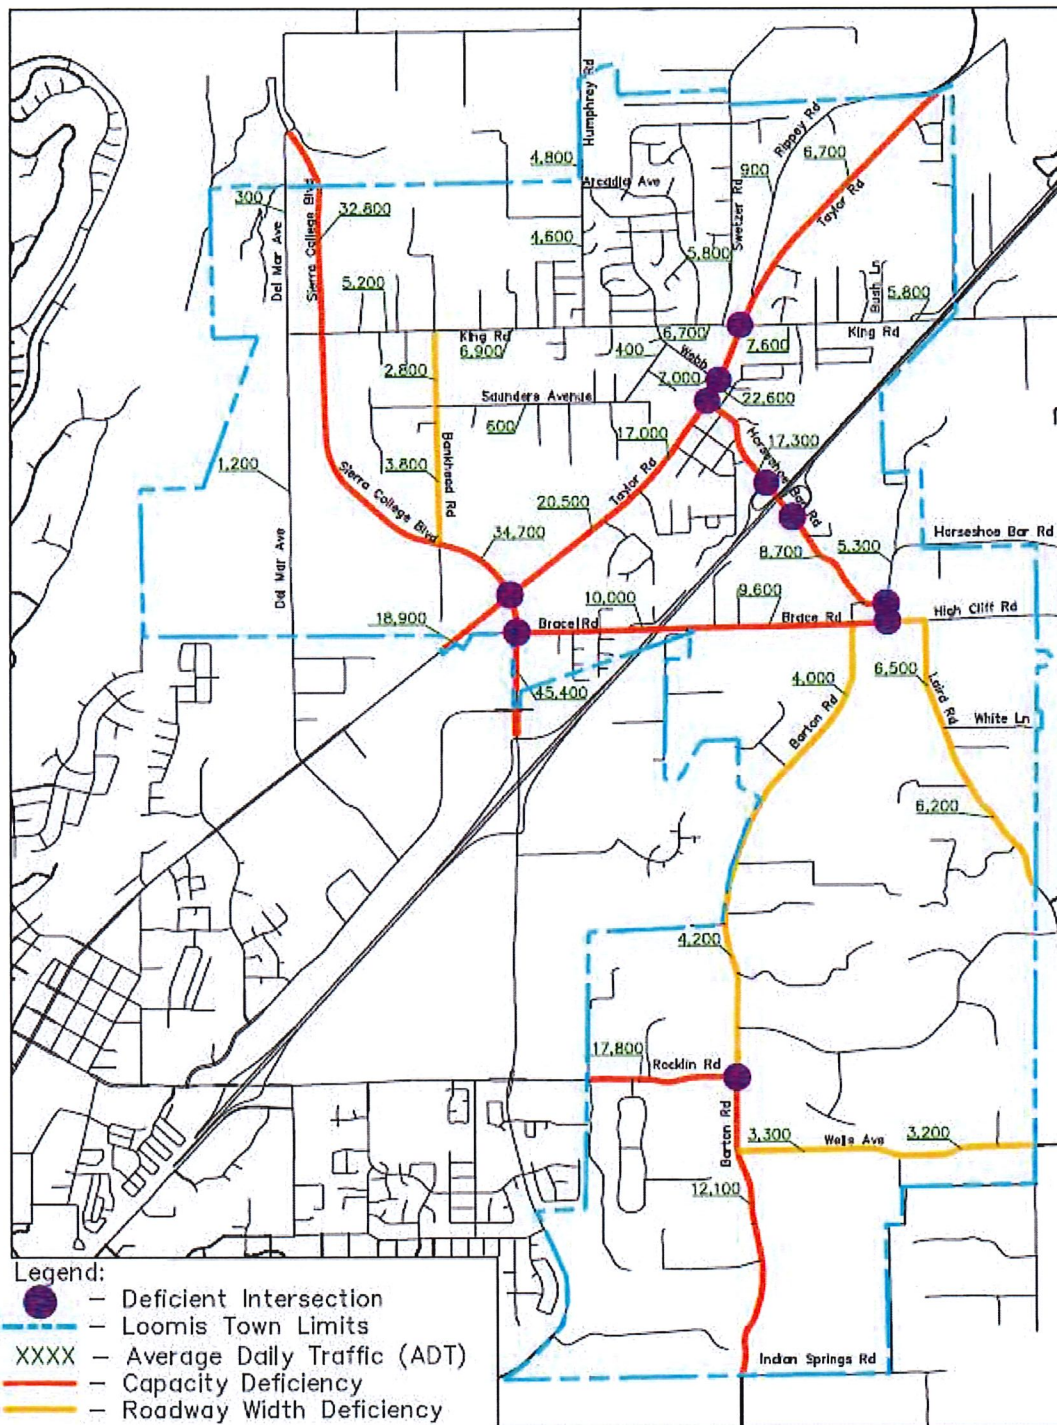 Humphrey Rd
Rippey Rd
4,800
6,700
Arcadia Ave
900
300
32,800
Swetzer Rd
Taylor Rd
Del Mar Ave
Sierra College Blvd
4,600
5,800
Bush Ln
5,200
5,800
King Rd
6,900
6,700
7,600
King Rd
400
Webb
2,800
7,000
22,600
Saunders Avenue
600
17,000
17,300
Horseshoe Bar Rd
1,200
3,800
Bankhead Rd
Taylor Rd
Sierra College Blvd
20,500
34,700
8,700
5,300
Horseshoe Bar Rd
Del Mar Ave
10,000
9,600
18,900
Brace Rd
Brace Rd
High Cliff Rd
45,400
4,000
6,500
Barton Rd
Laird Rd
White Ln
6,200
4,200
17,800
Rocklin Rd
Barton Rd
3,300
Wells Ave
3,200
12,100
Indian Springs Rd
Legend:
– Deficient Intersection
– Loomis Town Limits
XXXX – Average Daily Traffic (ADT)
– Capacity Deficiency
– Roadway Width Deficiency